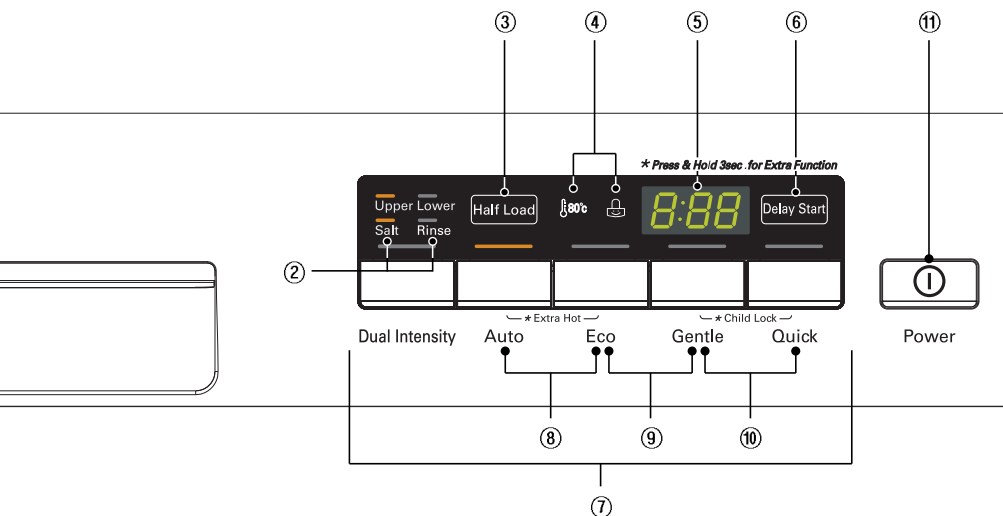 ③ ④ ⑤ ⑥ ⑪
* Press & Hold 3sec .for Extra Function
Upper Lower
Half Load
80℃
8:88
Delay Start
Salt Rinse
②
* Extra Hot
* Child Lock
Dual Intensity Auto Eco Gentle Quick Power
⑧ ⑨ ⑩
⑦